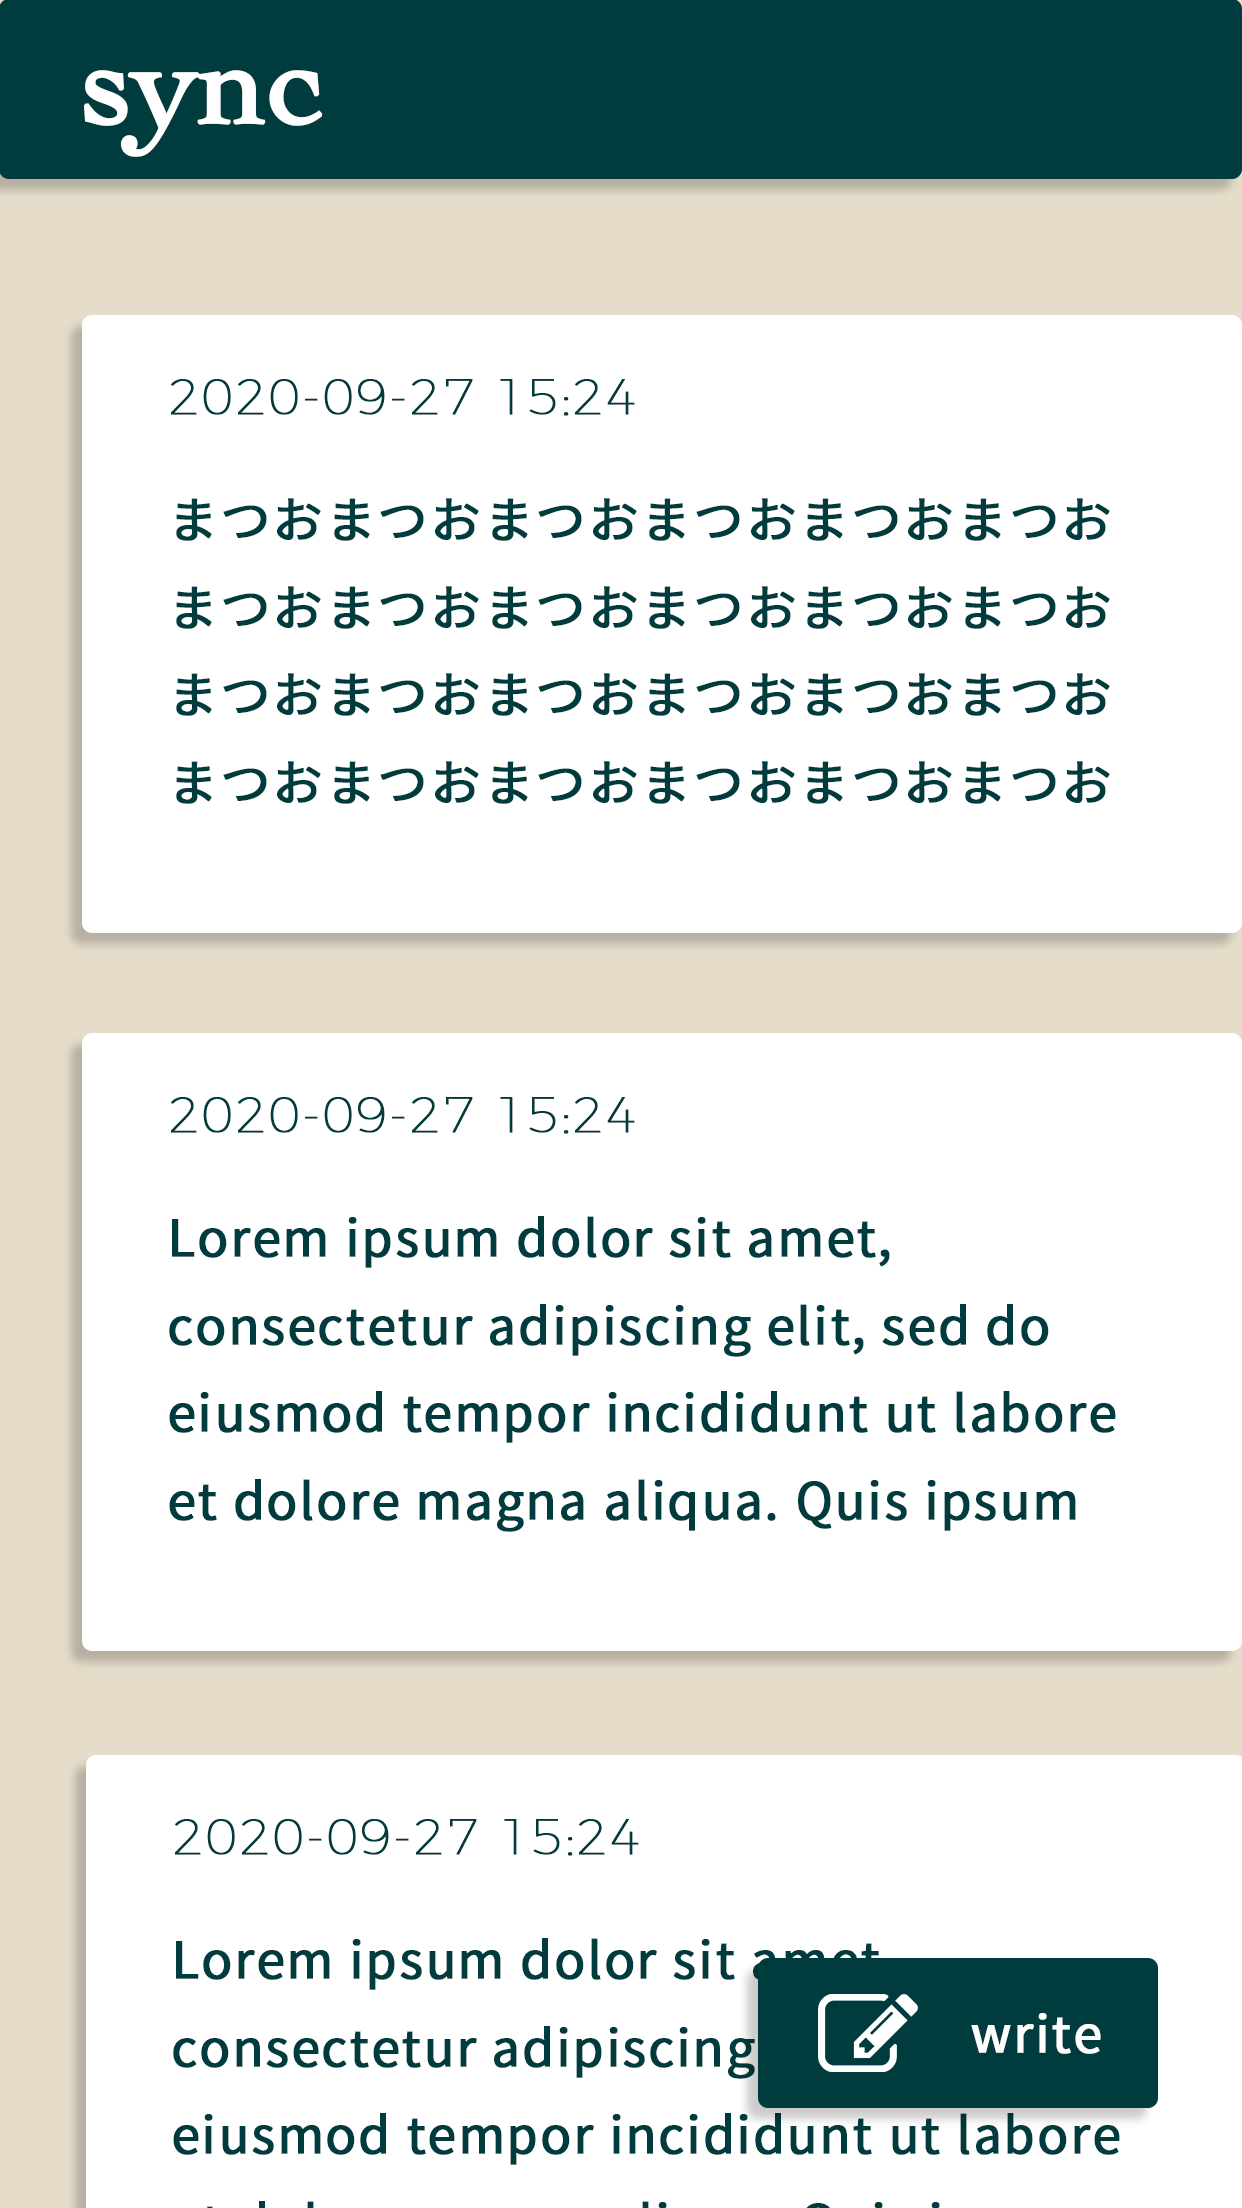 sync
2020-09-27 15:24
まつおまつおまつおまつおまつおまつお
まつおまつおまつおまつおまつおまつお
まつおまつおまつおまつおまつおまつお
まつおまつおまつおまつおまつおまつお
2020-09-27 15:24
Lorem ipsum dolor sit amet,
consectetur adipiscing elit, sed do
eiusmod tempor incididunt ut labore
et dolore magna aliqua. Quis ipsum
2020-09-27 15:24
Lorem ipsum dolor sit amet
consectetur adipiscing
write
eiusmod tempor incididunt ut labore